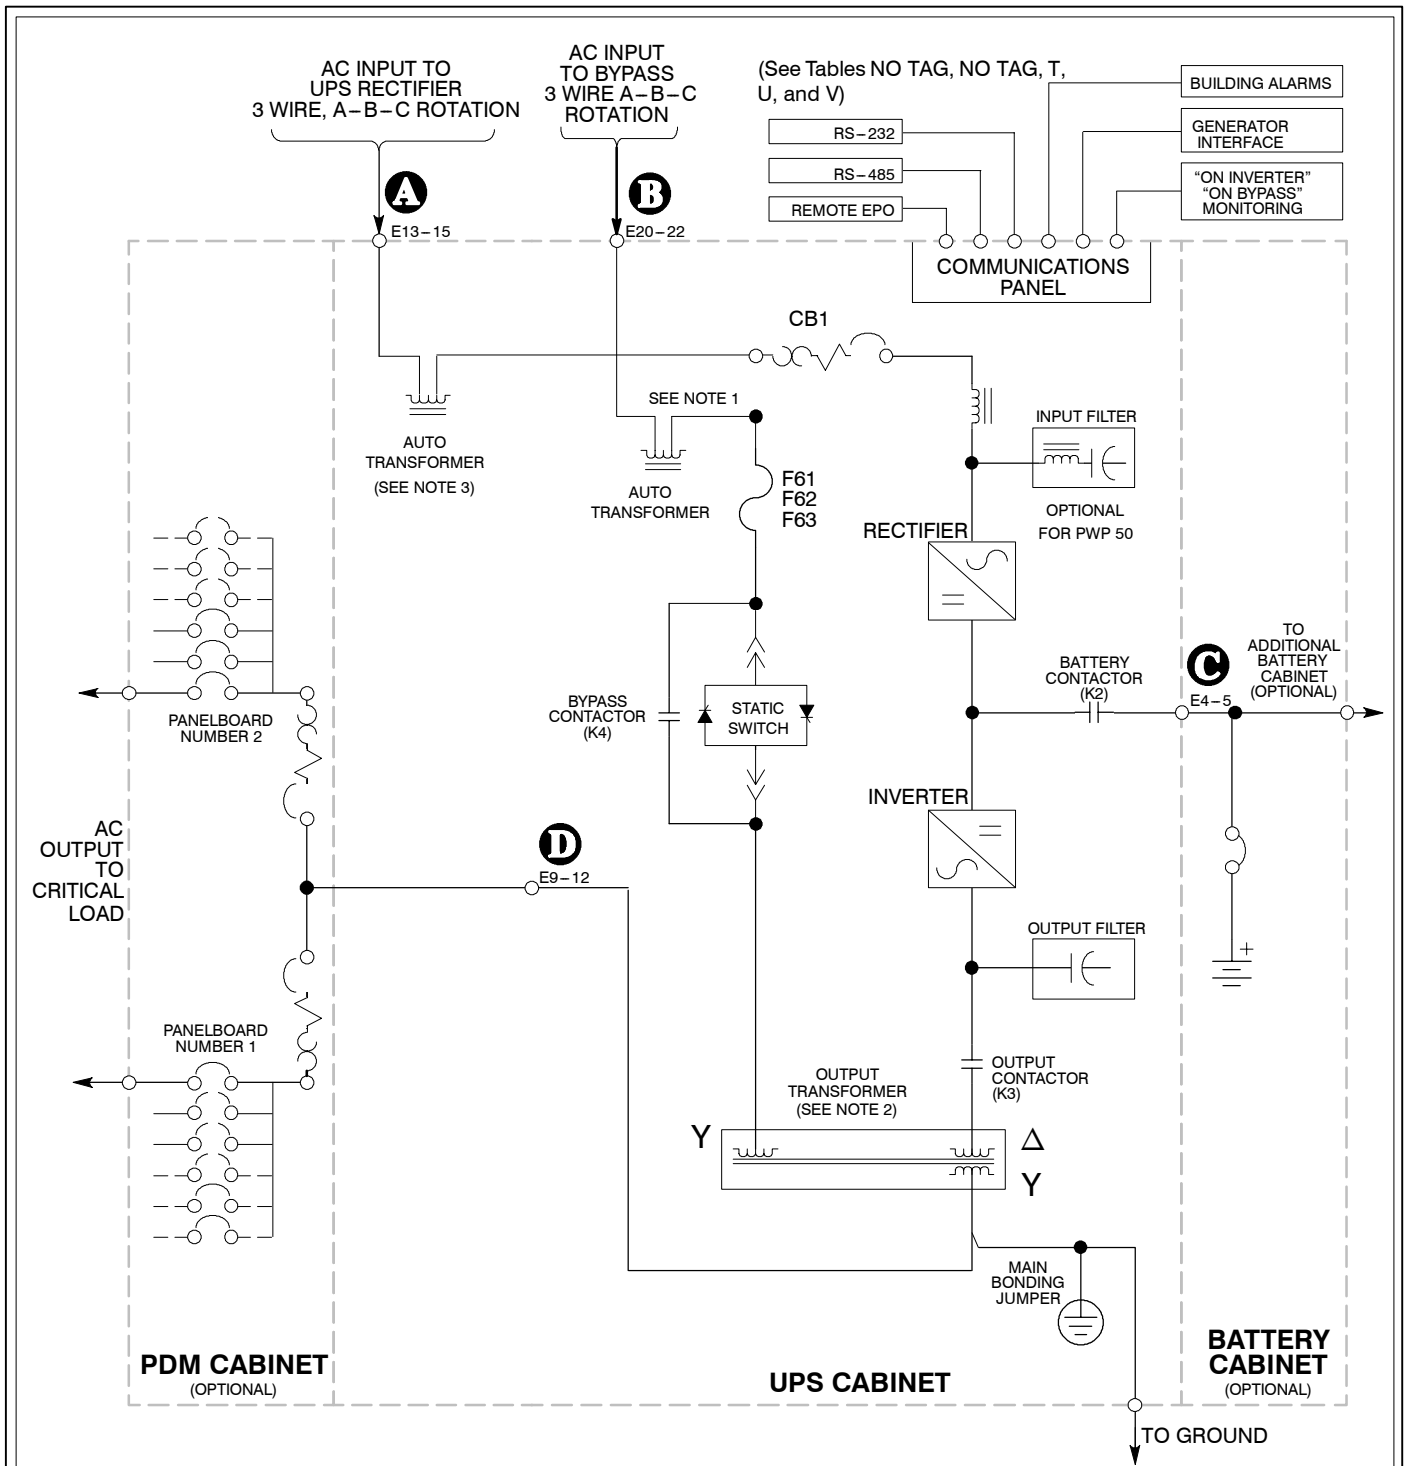 AC INPUT TO
UPS RECTIFIER
3 WIRE, A–B–C ROTATION
AC INPUT
TO BYPASS
3 WIRE A–B–C
ROTATION
(See Tables NO TAG, NO TAG, T,
U, and V)
RS–232
RS–485
REMOTE EPO
BUILDING ALARMS
GENERATOR
INTERFACE
“ON INVERTER”
“ON BYPASS”
MONITORING
A
E13–15
B
E20–22
COMMUNICATIONS
PANEL
CB1
AUTO
TRANSFORMER
(SEE NOTE 3)
SEE NOTE 1
AUTO
TRANSFORMER
F61
F62
F63
INPUT FILTER
OPTIONAL
FOR PWP 50
RECTIFIER
BATTERY
CONTACTOR
(K2)
C
E4–5
TO
ADDITIONAL
BATTERY
CABINET
(OPTIONAL)
BYPASS
CONTACTOR
(K4)
STATIC
SWITCH
PANELBOARD
NUMBER 2
INVERTER
AC
OUTPUT
TO
CRITICAL
LOAD
D
E9–12
+
OUTPUT FILTER
PANELBOARD
NUMBER 1
OUTPUT
CONTACTOR
(K3)
OUTPUT
TRANSFORMER
(SEE NOTE 2)
Y
Δ
Y
MAIN
BONDING
JUMPER
PDM CABINET
(OPTIONAL)
UPS CABINET
BATTERY
CABINET
(OPTIONAL)
TO GROUND